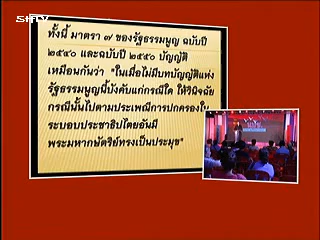 ทั้งนี้ มาตรา ๗ ของรัฐธรรมนูญ ฉบับปี
๒๕๔๐ และฉบับปี ๒๕๕๐ บัญญัติ
เหมือนกันว่า "ในเมื่อไม่มีบทบัญญัติแห่ง
รัฐธรรมนูญนี้บังคับแก่กรณีใด ให้วินิจฉัย
กรณีนั้นไปตามประเพณีการปกครองใน
ระบอบประชาธิปไตยอันมี
พระมหากษัตริย์ทรงเป็นประมุข"